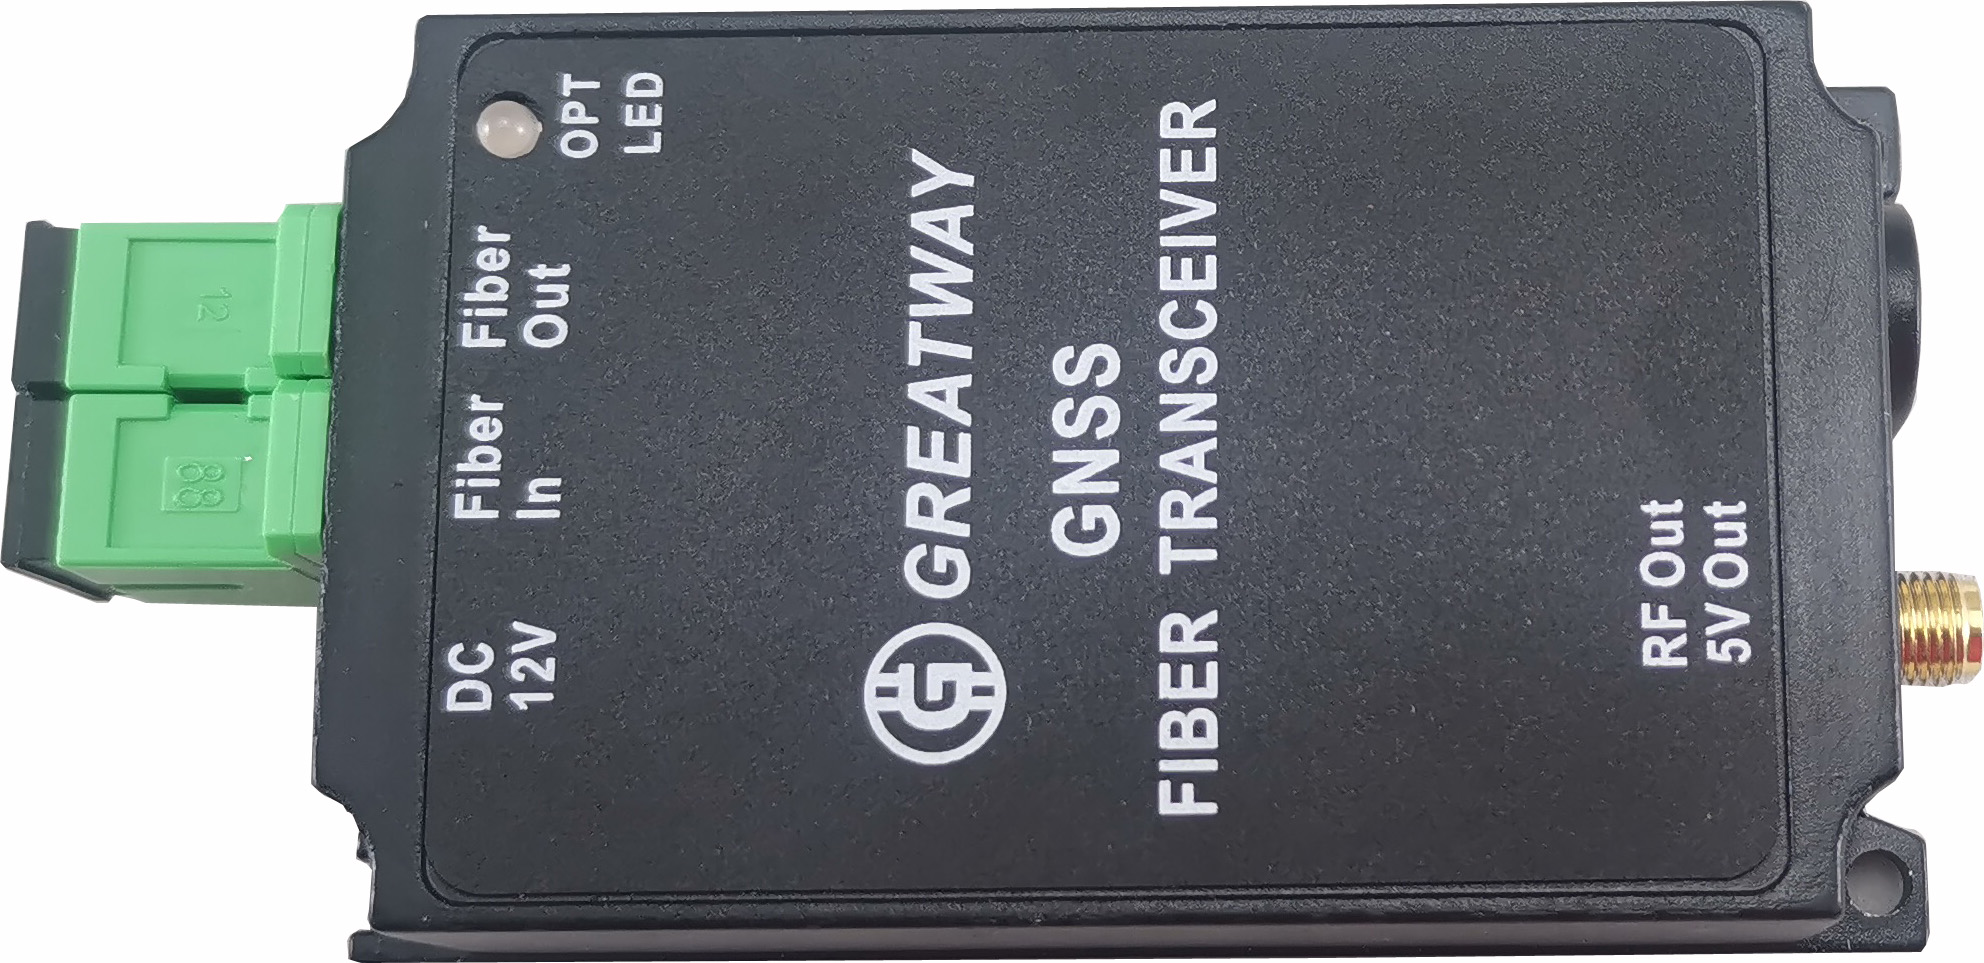 OPT
LED
Fiber
Out
Fiber
In
DC
12V
G GREATWAY
GNSS
FIBER TRANSCEIVER
RF Out
5V Out
12
88